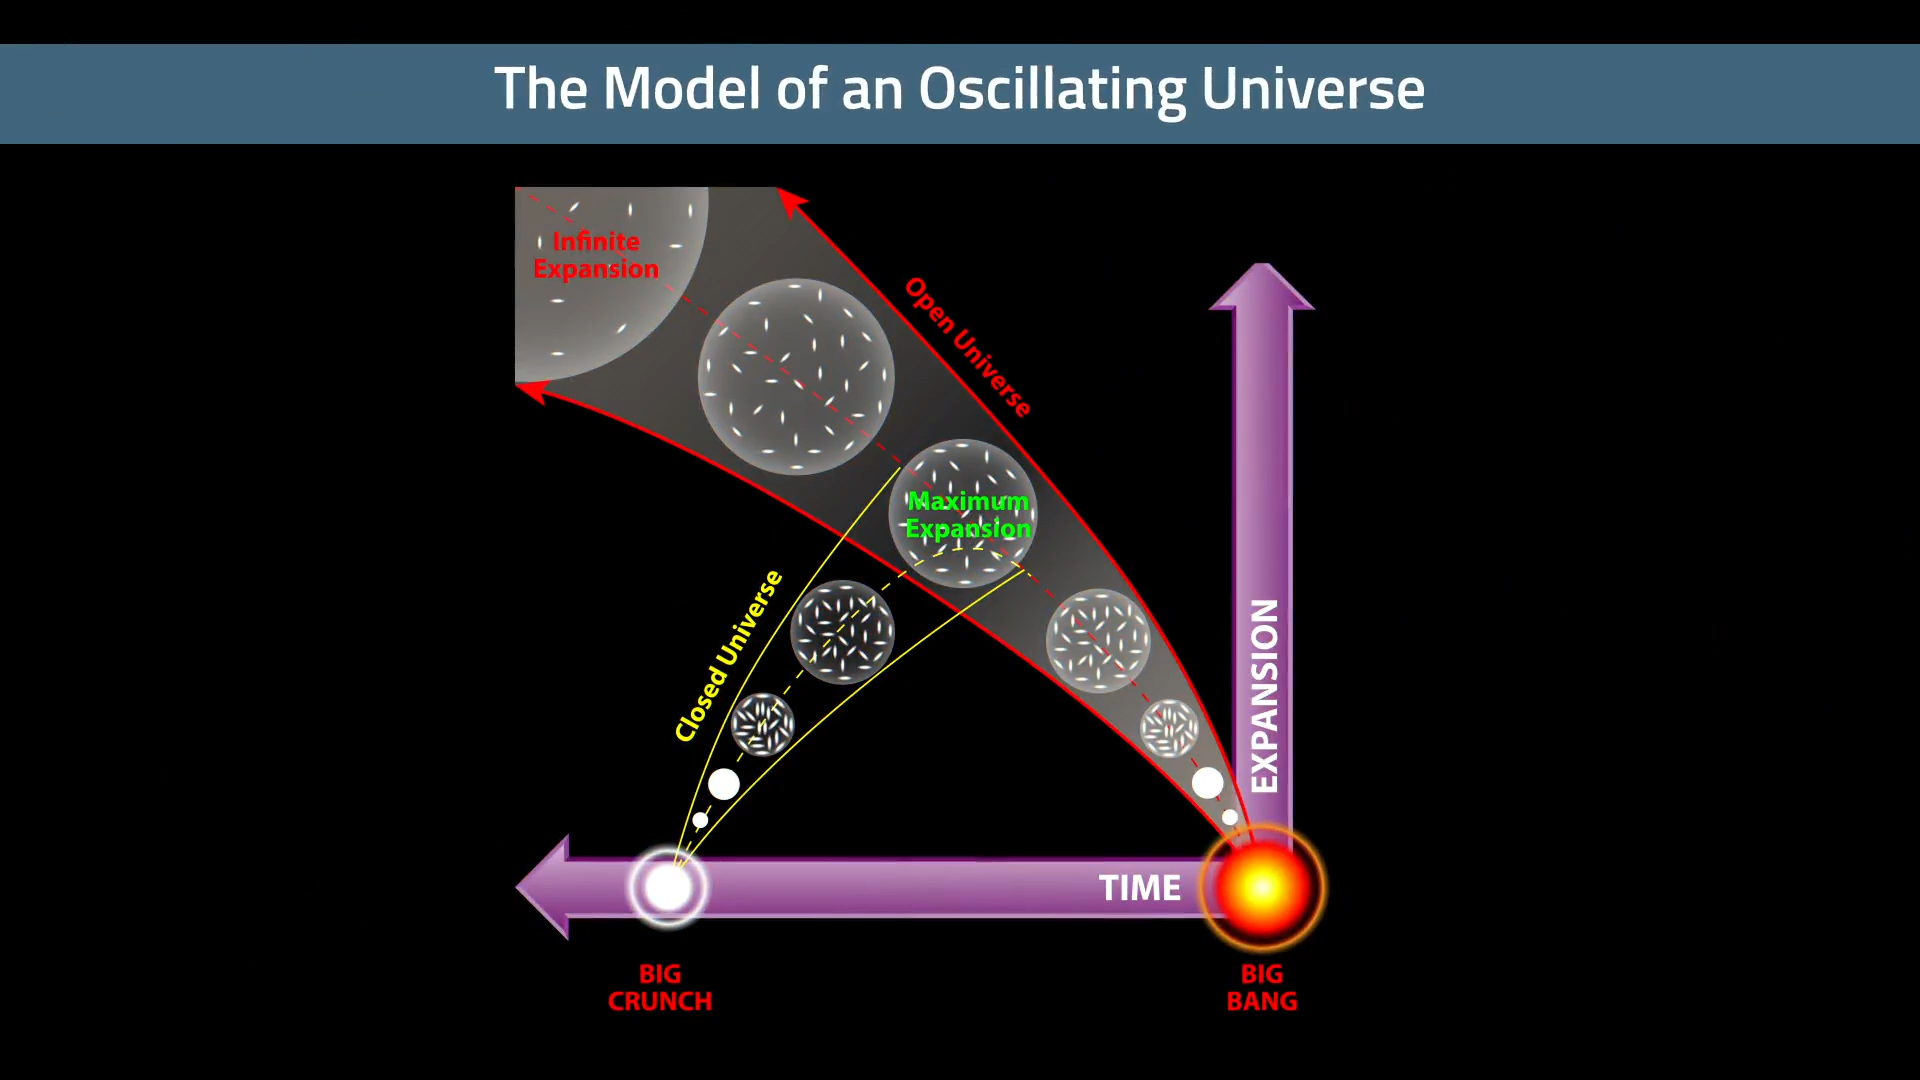 The Model of an Oscillating Universe
Infinite
Expansion
Open Universe
Maximum
Expansion
Closed Universe
EXPANSION
TIME
BIG
CRUNCH
BIG
BANG